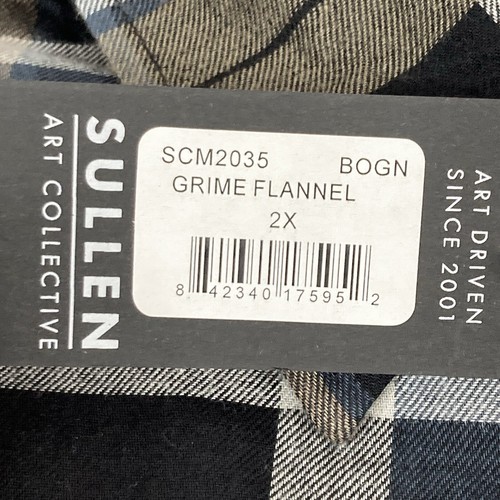 SULLEN
ART COLLECTIVE
SCM2035 BOGN
GRIME FLANNEL
2X
8 42340 17595 2
ART DRIVEN
SINCE 2001